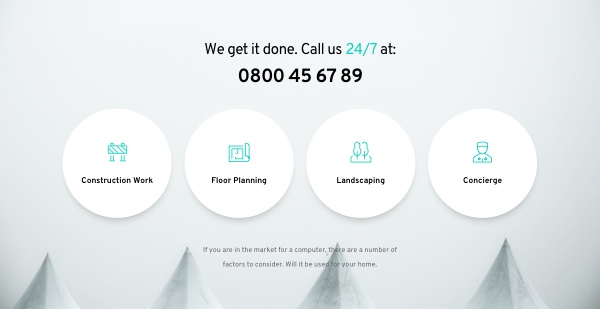 We get it done. Call us 24/7 at:
0800 45 67 89
Construction Work
Floor Planning
Landscaping
Concierge
If you are in the market for a computer, there are a number of
factors to consider. Will it be used for your home.